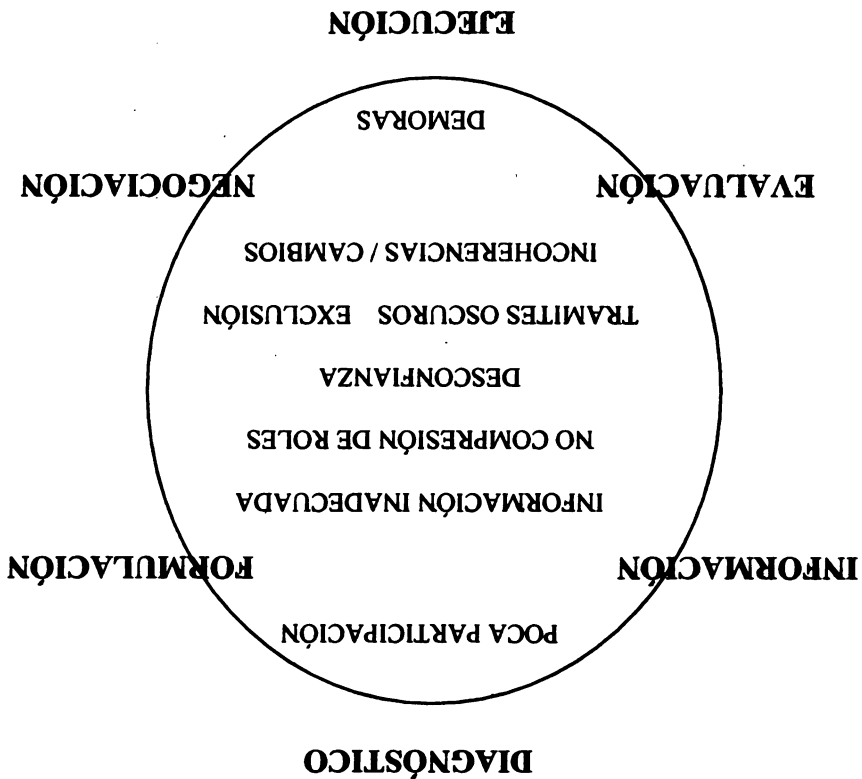 DIAGNÓSTICO
POCA PARTICIPACIÓN
INFORMACIÓN FORMULACIÓN
INFORMACIÓN INADECUADA
NO COMPRESIÓN DE ROLES
DESCONFIANZA
TRAMITES OSCUROS EXCLUSIÓN
INCOHERENCIAS / CAMBIOS
EVALUACIÓN NEGOCIACIÓN
DEMORAS
EJECUCIÓN